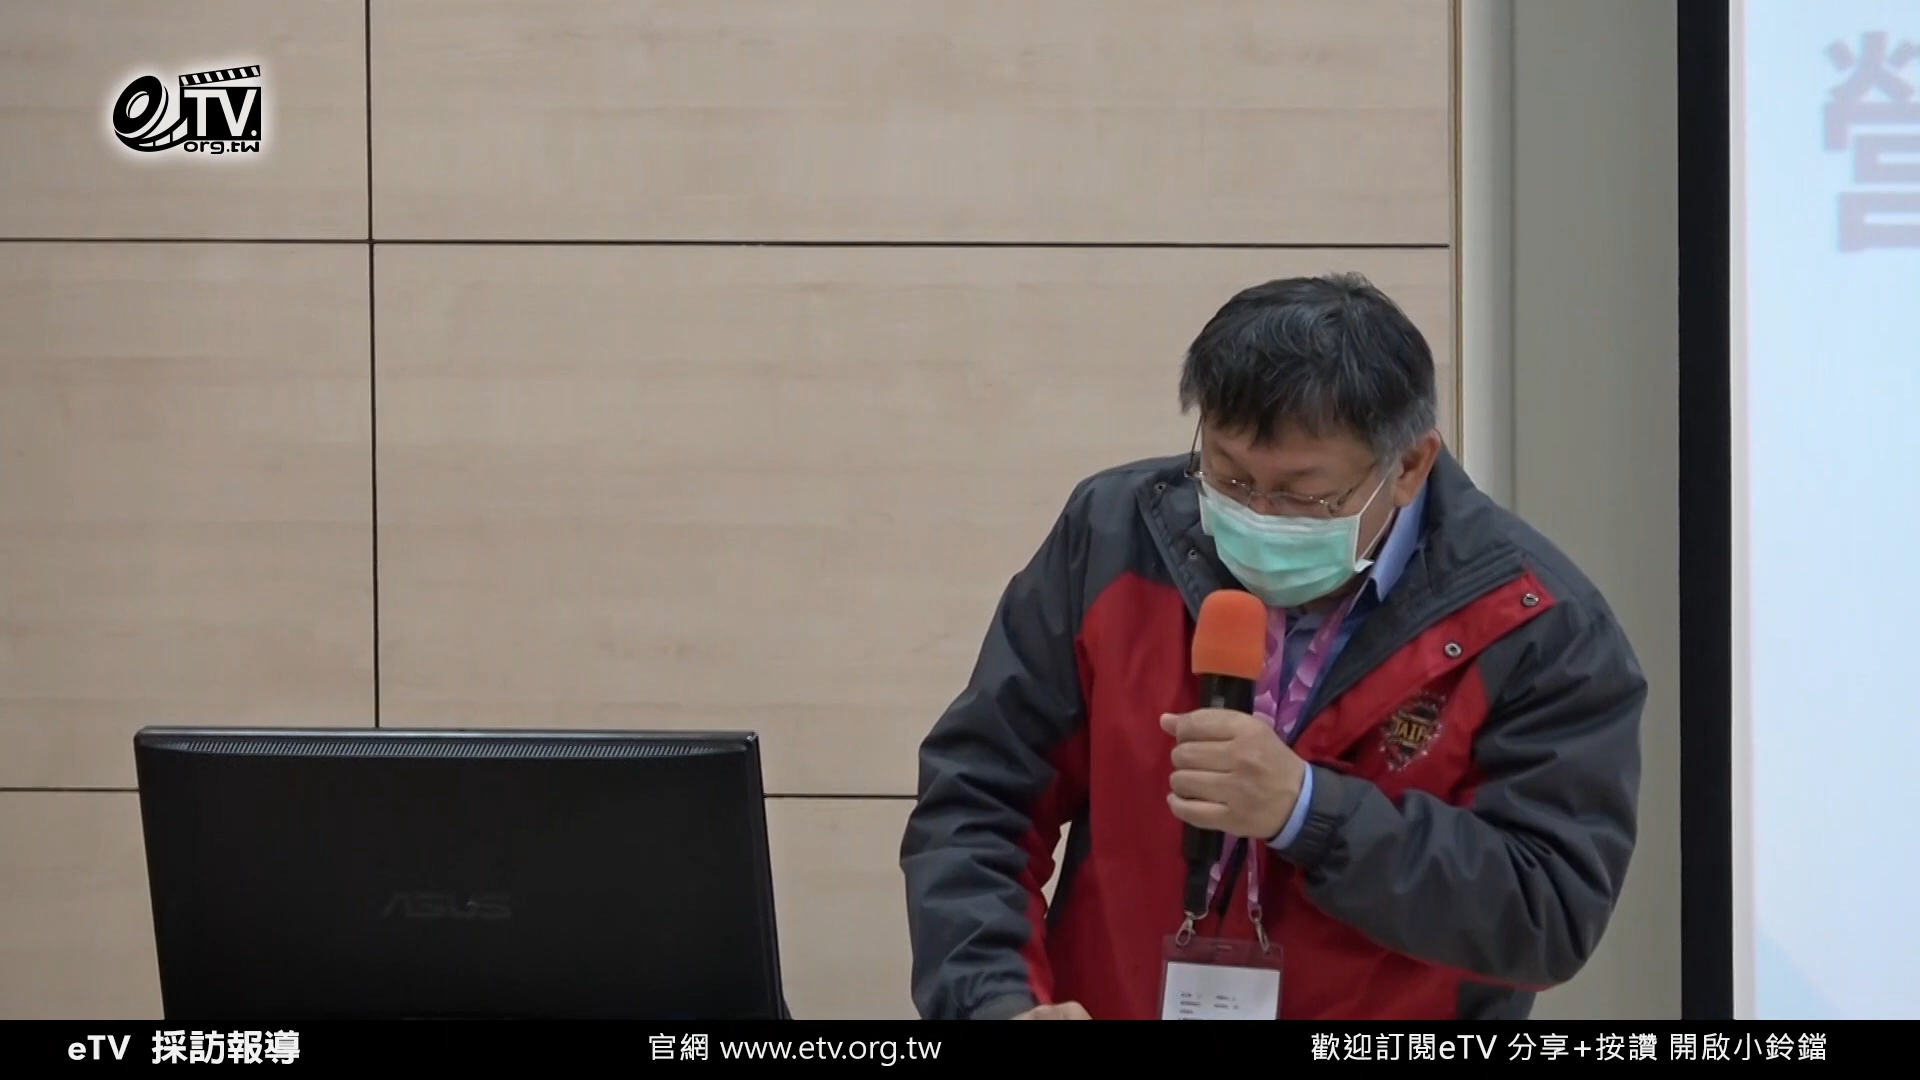 eTV.
org.tw
營
ASUS
eTV 採訪報導
官網 www.etv.org.tw
歡迎訂閱eTV 分享+按讚 開啟小鈴鐺